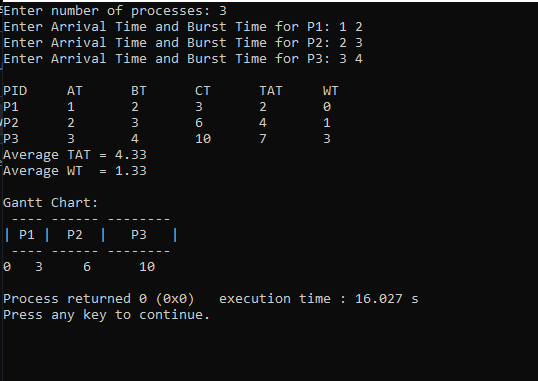 Enter number of processes: 3
Enter Arrival Time and Burst Time for P1: 1 2
Enter Arrival Time and Burst Time for P2: 2 3
Enter Arrival Time and Burst Time for P3: 3 4

PID     AT      BT      CT      TAT     WT
P1      1       2       3       2       0
P2      2       3       6       4       1
P3      3       4       10      7       3
Average TAT = 4.33
Average WT  = 1.33

Gantt Chart:
 ---- ------ --------
| P1 |  P2  |   P3   |
 ---- ------ --------
0   3     6      10

Process returned 0 (0x0)   execution time : 16.027 s
Press any key to continue.